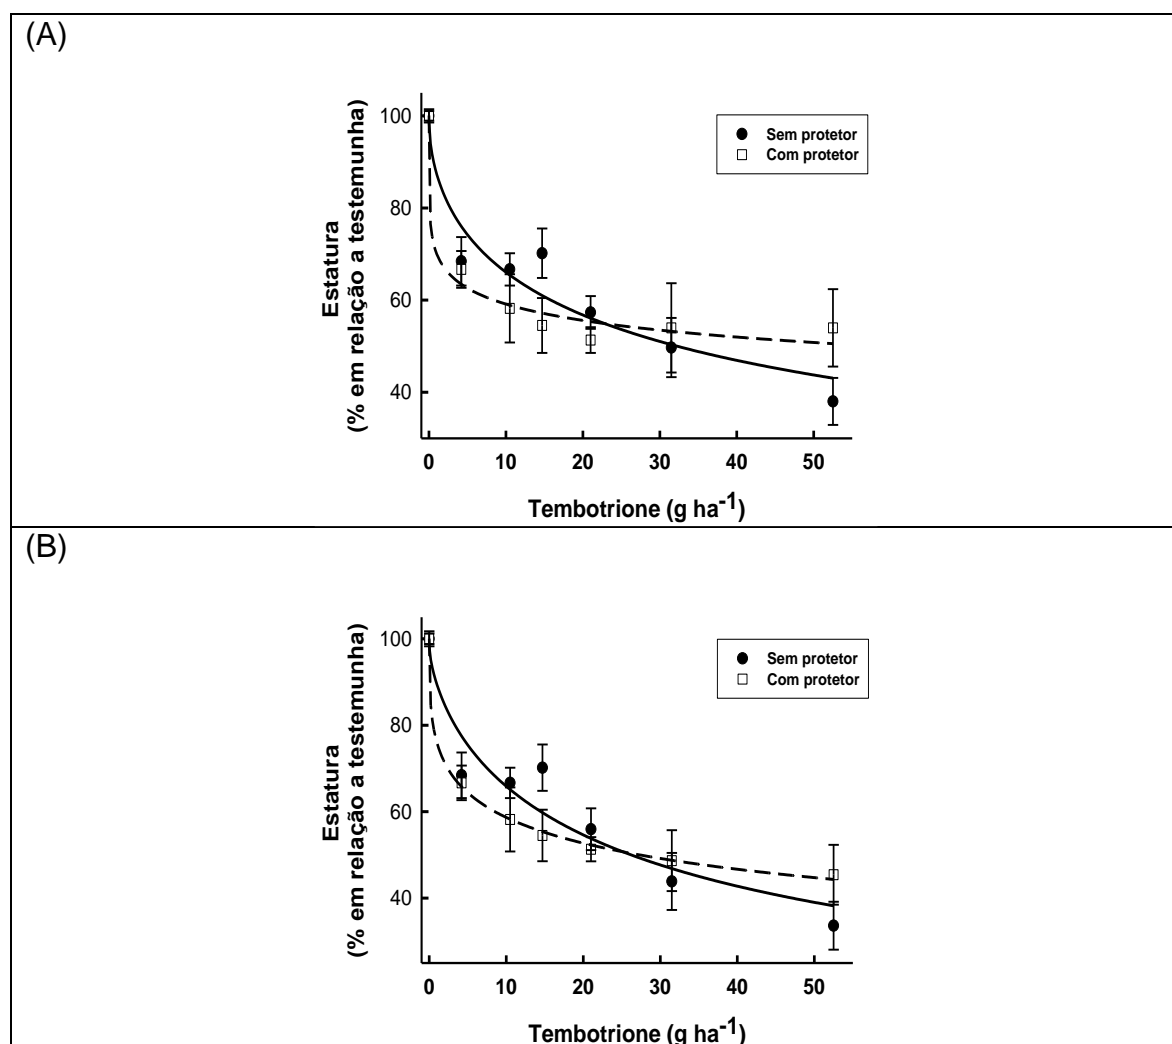 (A)
100
80
60
40
Estatura
(% em relação a testemunha)
Sem protetor
Com protetor
0 10 20 30 40 50
Tembotrione (g ha-1)
(B)
100
80
60
40
Estatura
(% em relação a testemunha)
Sem protetor
Com protetor
0 10 20 30 40 50
Tembotrione (g ha-1)